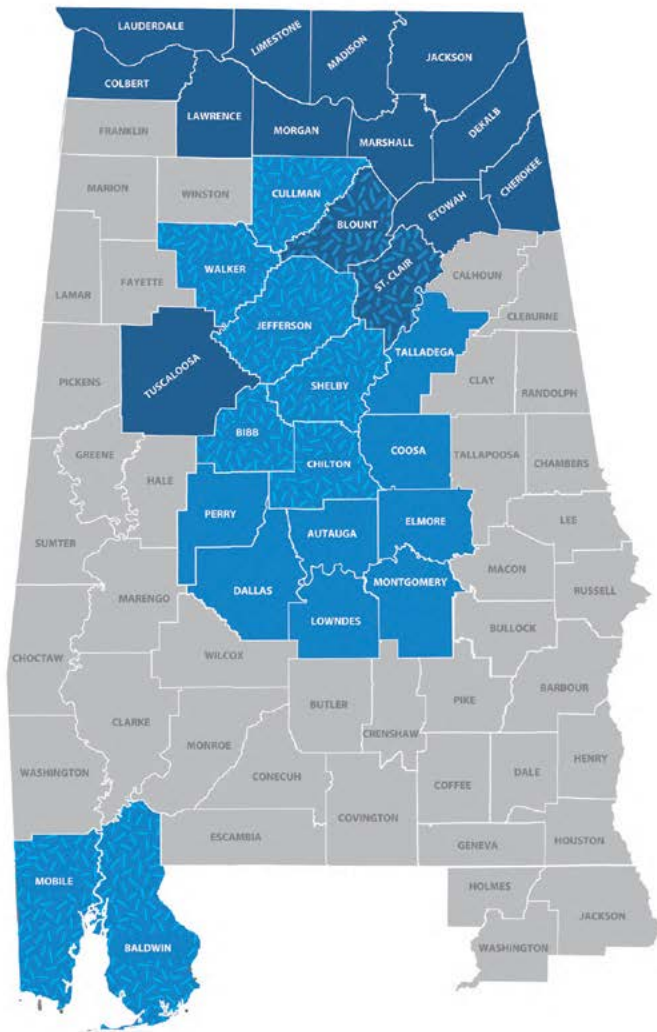 LAUDERDALE
LIMESTONE
MADISON
JACKSON
COLBERT
LAWRENCE
MORGAN
MARSHALL
DEKALB
CHEROKEE
FRANKLIN
MARION
WINSTON
CULLMAN
BLOUNT
ETOWAH
WALKER
ST. CLAIR
CALHOUN
LAMAR
FAYETTE
JEFFERSON
CLEBURNE
TALLADEGA
PICKENS
TUSCALOOSA
SHELBY
CLAY
RANDOLPH
BIBB
GREENE
HALE
CHILTON
COOSA
TALLAPOOSA
CHAMBERS
PERRY
AUTAUGA
ELMORE
LEE
SUMTER
MACON
MARENGO
DALLAS
MONTGOMERY
RUSSELL
LOWNDES
BULLOCK
CHOCTAW
WILCOX
BUTLER
PIKE
BARBOUR
CLARKE
MONROE
CRENSHAW
WASHINGTON
CONECUH
COFFEE
DALE
HENRY
ESCAMBIA
COVINGTON
GENEVA
HOUSTON
MOBILE
HOLMES
JACKSON
BALDWIN
WASHINGTON